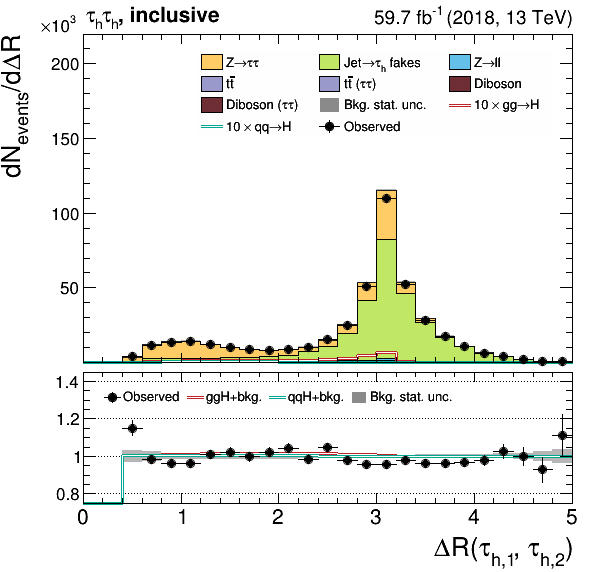 ×10³ τₕτₕ, inclusive 59.7 fb⁻¹ (2018, 13 TeV)
dN_events/dΔR
200
150
100
50
Z→ττ Jet→τₕ fakes Z→ll
tt̄ tt̄ (ττ) Diboson
Diboson (ττ) Bkg. stat. unc. 10×gg→H
10×qq→H Observed
1.4
1.2
1
0.8
Observed ggH+bkg. qqH+bkg. Bkg. stat. unc.
0 1 2 3 4 5
ΔR(τ_h,1, τ_h,2)